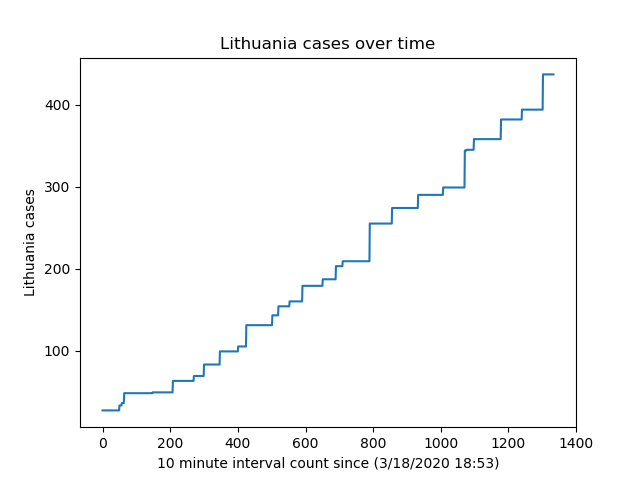 Lithuania cases over time
400
300
200
100
Lithuania cases
0 200 400 600 800 1000 1200 1400
10 minute interval count since (3/18/2020 18:53)